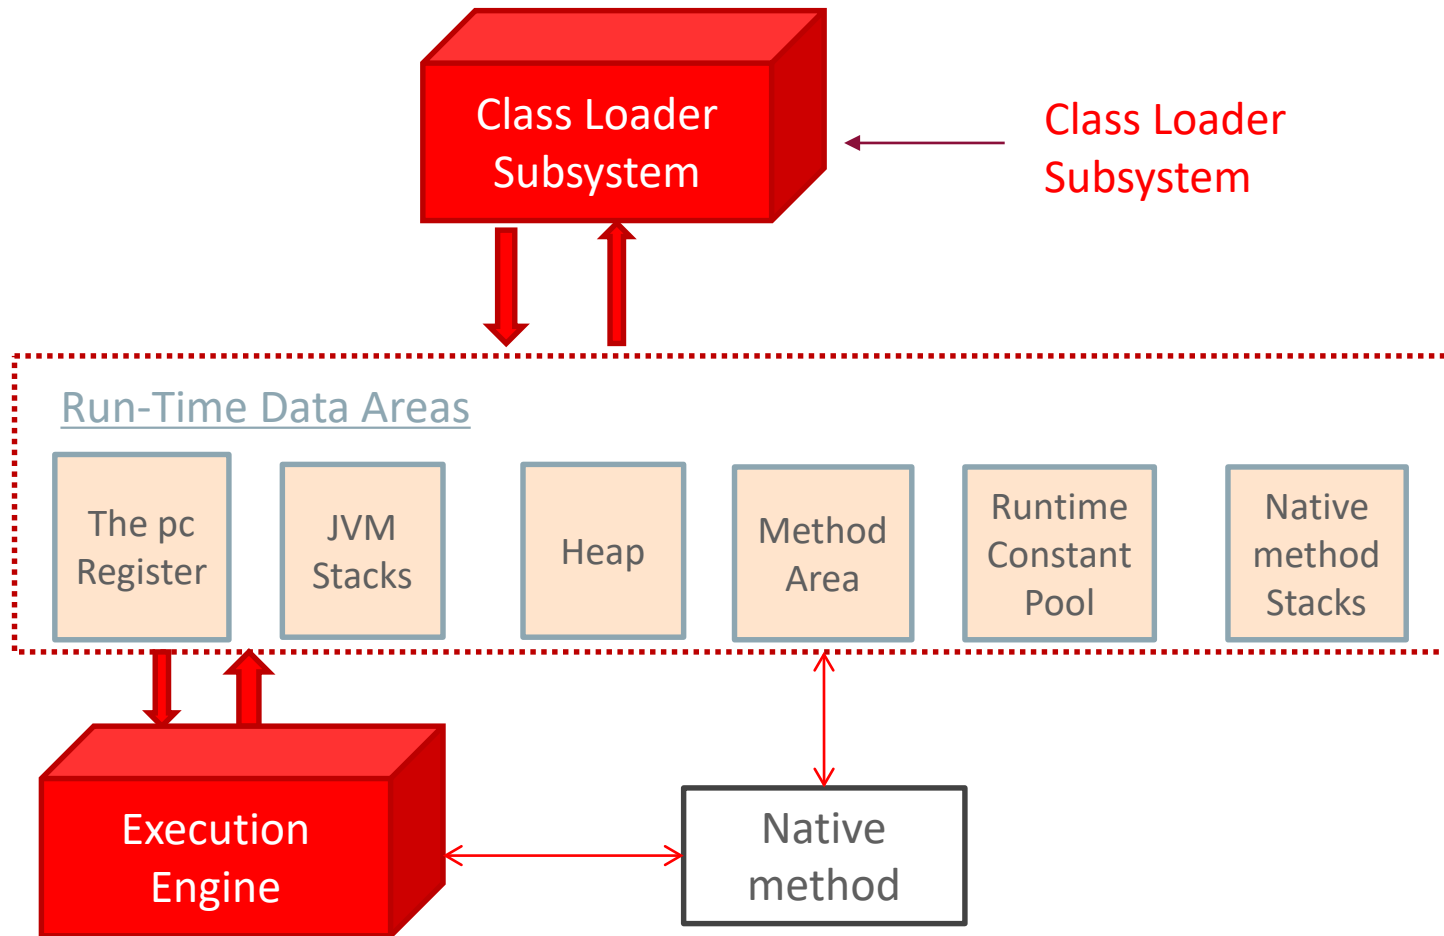 Class Loader
Subsystem
Class Loader
Subsystem
Run-Time Data Areas
The pc
Register
JVM
Stacks
Heap
Method
Area
Runtime
Constant
Pool
Native
method
Stacks
Execution
Engine
Native
method